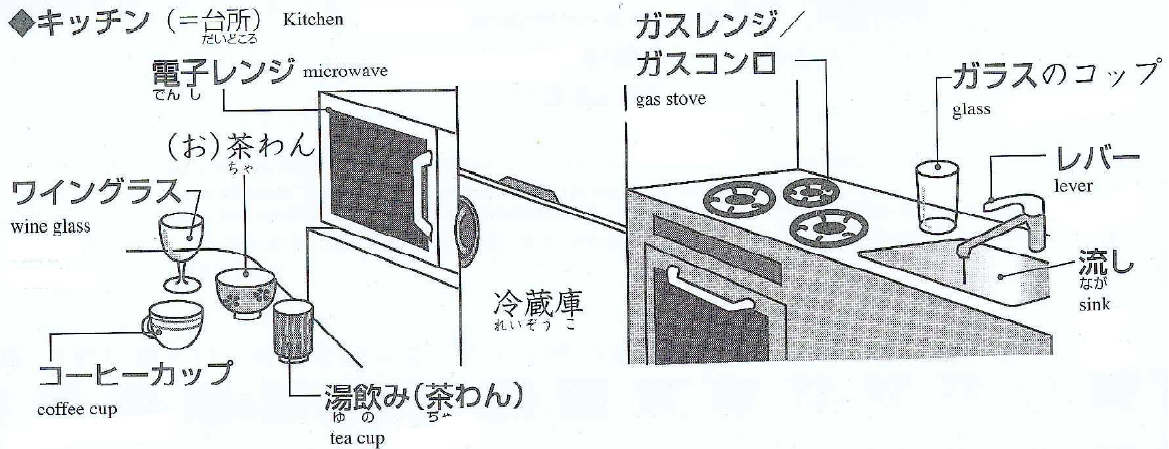 ◆キッチン (=台所) Kitchen
だいどころ
電子レンジ microwave
でんし
(お)茶わん
ちゃ
ワイングラス
wine glass
コーヒーカップ
coffee cup
湯飲み(茶わん)
ゆ の ちゃ
tea cup
冷蔵庫
れいぞうこ
ガスレンジ/
ガスコンロ
gas stove
ガラスのコップ
glass
レバー
lever
流し
なが
sink